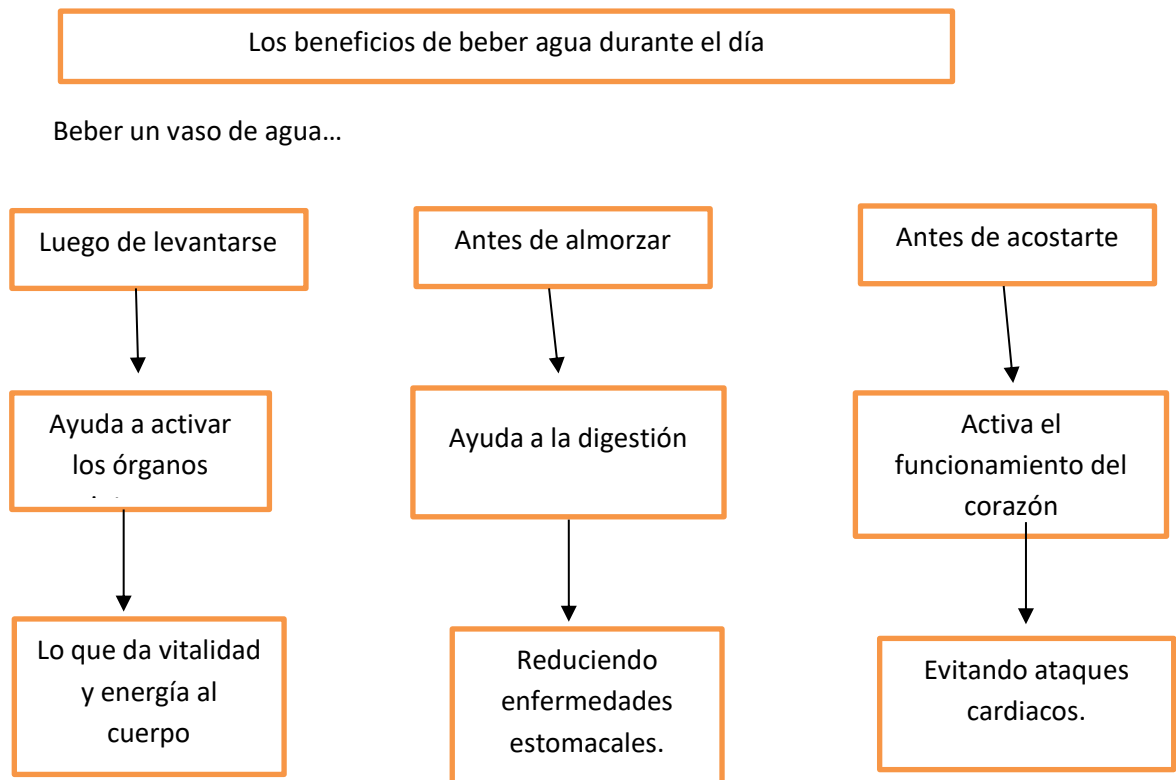 Los beneficios de beber agua durante el día
Beber un vaso de agua…
Luego de levantarse
Antes de almorzar
Antes de acostarte
Ayuda a activar
los órganos
Ayuda a la digestión
Activa el
funcionamiento del
corazón
Lo que da vitalidad
y energía al
cuerpo
Reduciendo
enfermedades
estomacales.
Evitando ataques
cardiacos.